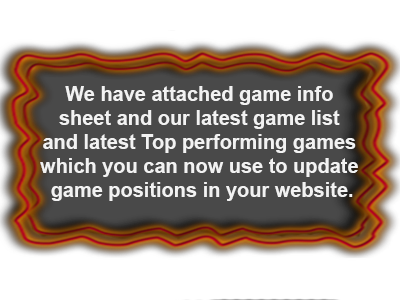 We have attached game info
sheet and our latest game list
and latest Top performing games
which you can now use to update
game positions in your website.